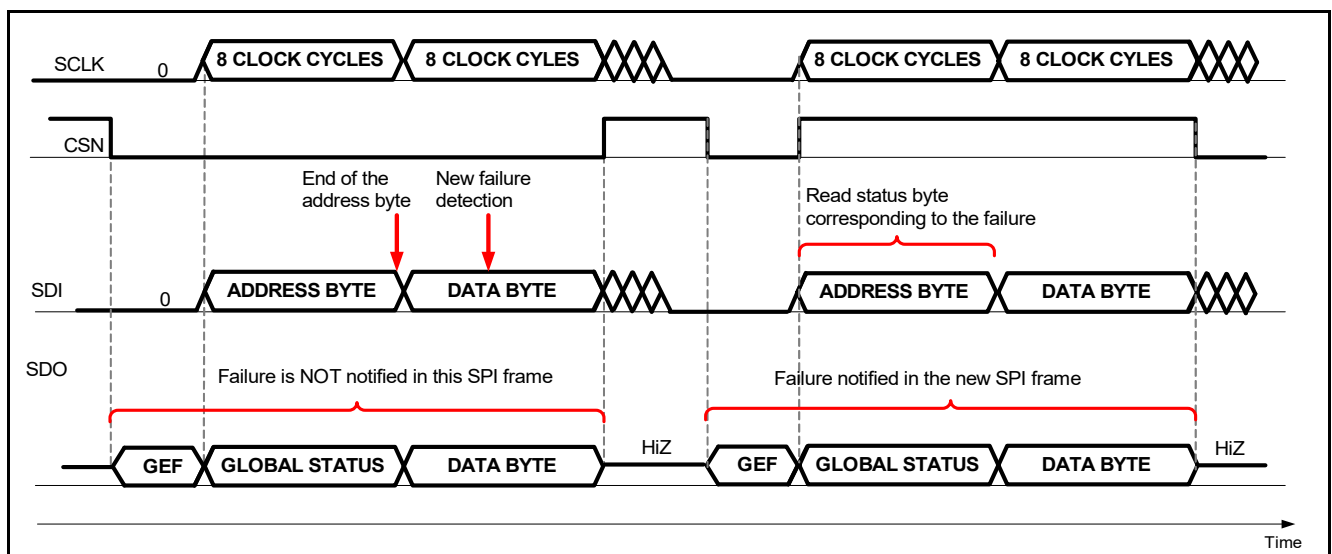 SCLK
0
8 CLOCK CYCLES
8 CLOCK CYLES
8 CLOCK CYCLES
8 CLOCK CYLES
CSN
End of the
address byte
New failure
detection
Read status byte
corresponding to the failure
SDI
0
ADDRESS BYTE
DATA BYTE
ADDRESS BYTE
DATA BYTE
SDO
Failure is NOT notified in this SPI frame
Failure notified in the new SPI frame
GEF
GLOBAL STATUS
DATA BYTE
HiZ
GEF
GLOBAL STATUS
DATA BYTE
HiZ
Time